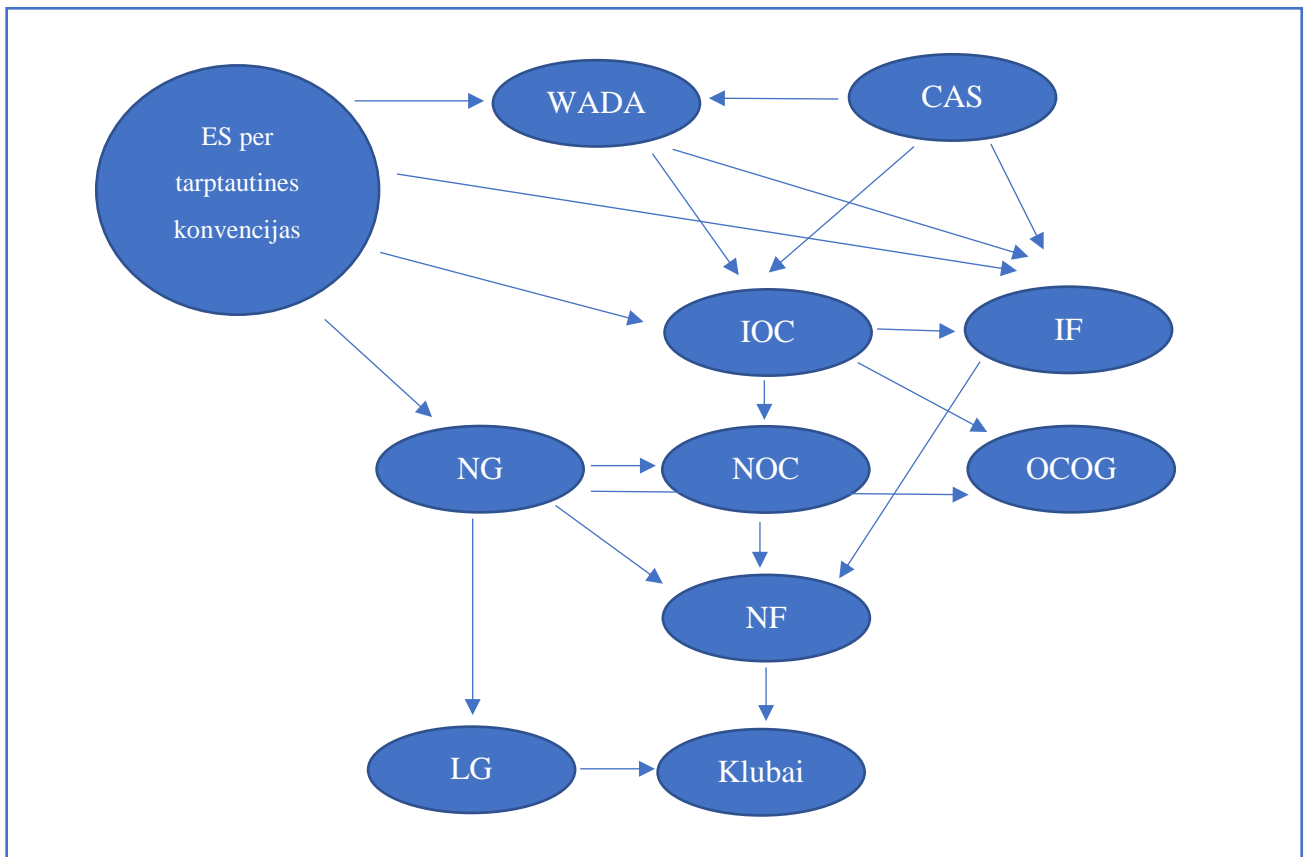 WADA
CAS
ES per
tarptautines
konvencijas
IOC
IF
NG
NOC
OCOG
NF
LG
Klubai